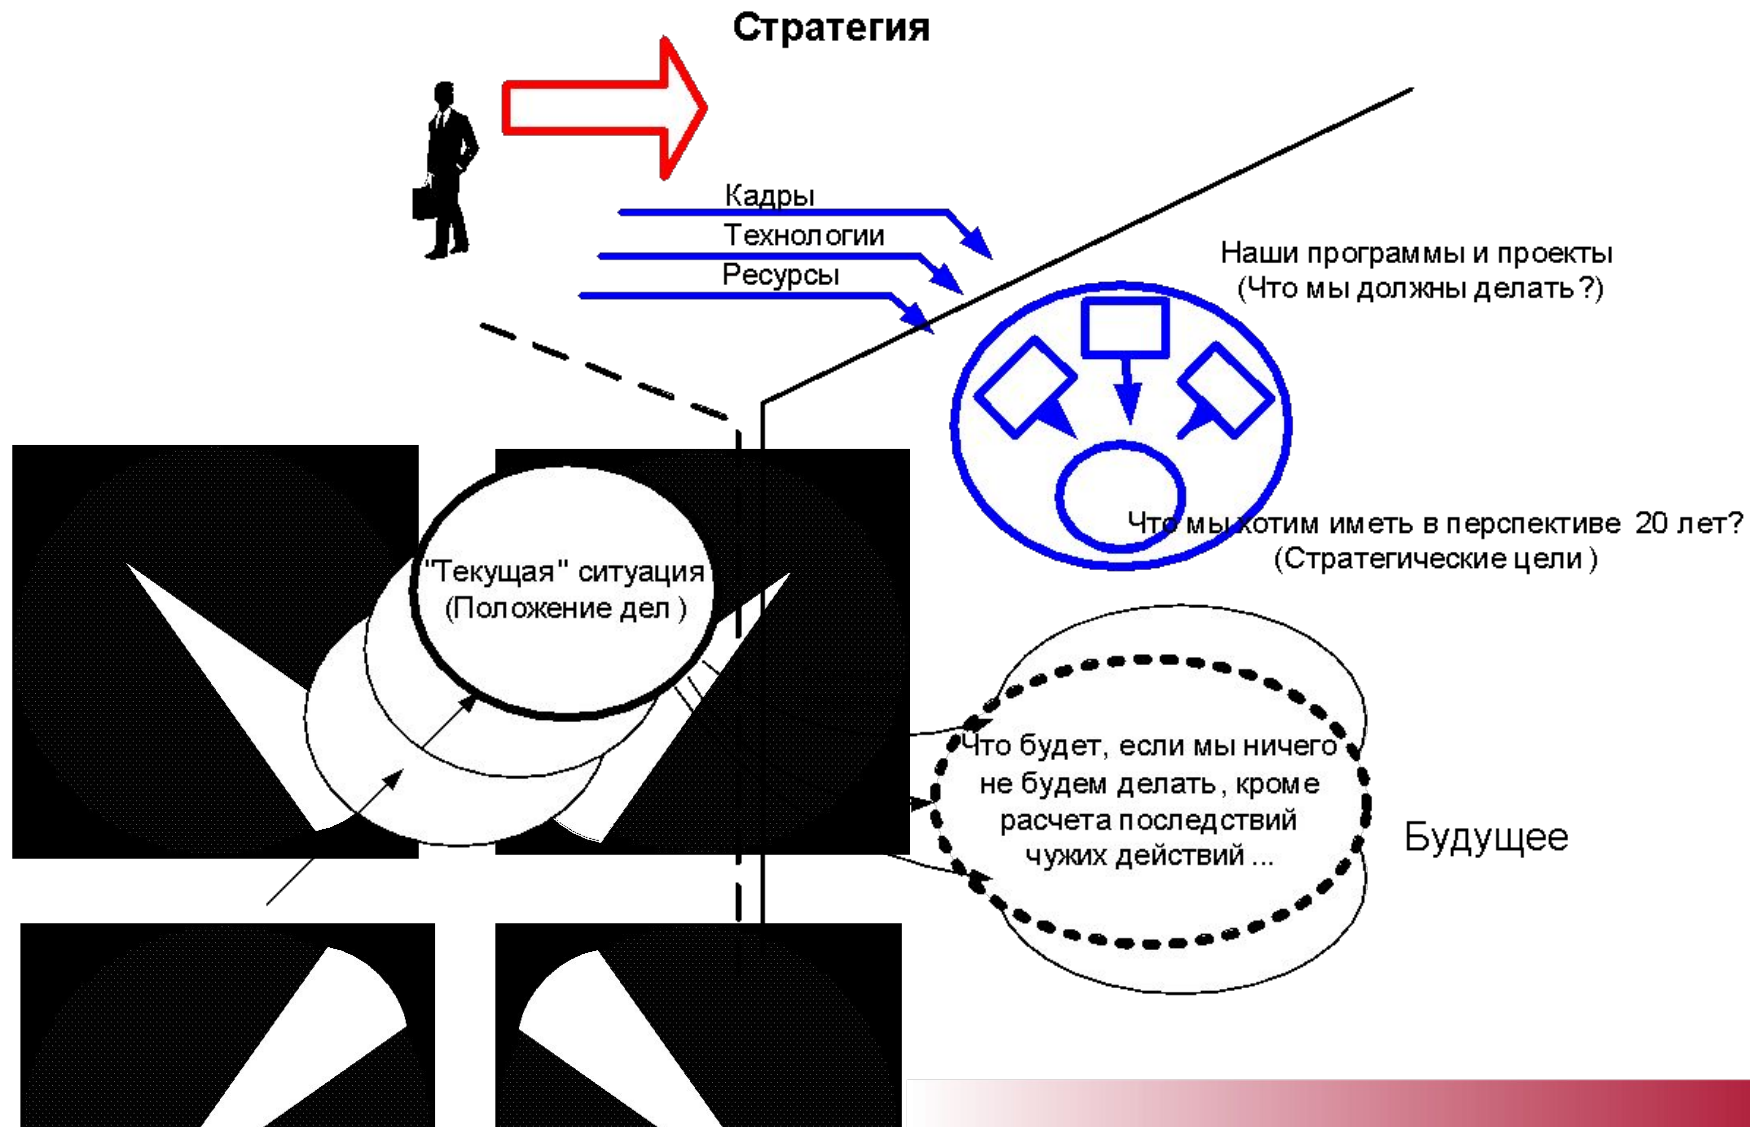 Стратегия
Кадры
Технологии
Ресурсы
Наши программы и проекты
(Что мы должны делать?)
Что мы хотим иметь в перспективе 20 лет?
(Стратегические цели)
"Текущая" ситуация
(Положение дел)
Что будет, если мы ничего
не будем делать, кроме
расчета последствий
чужих действий ...
Будущее